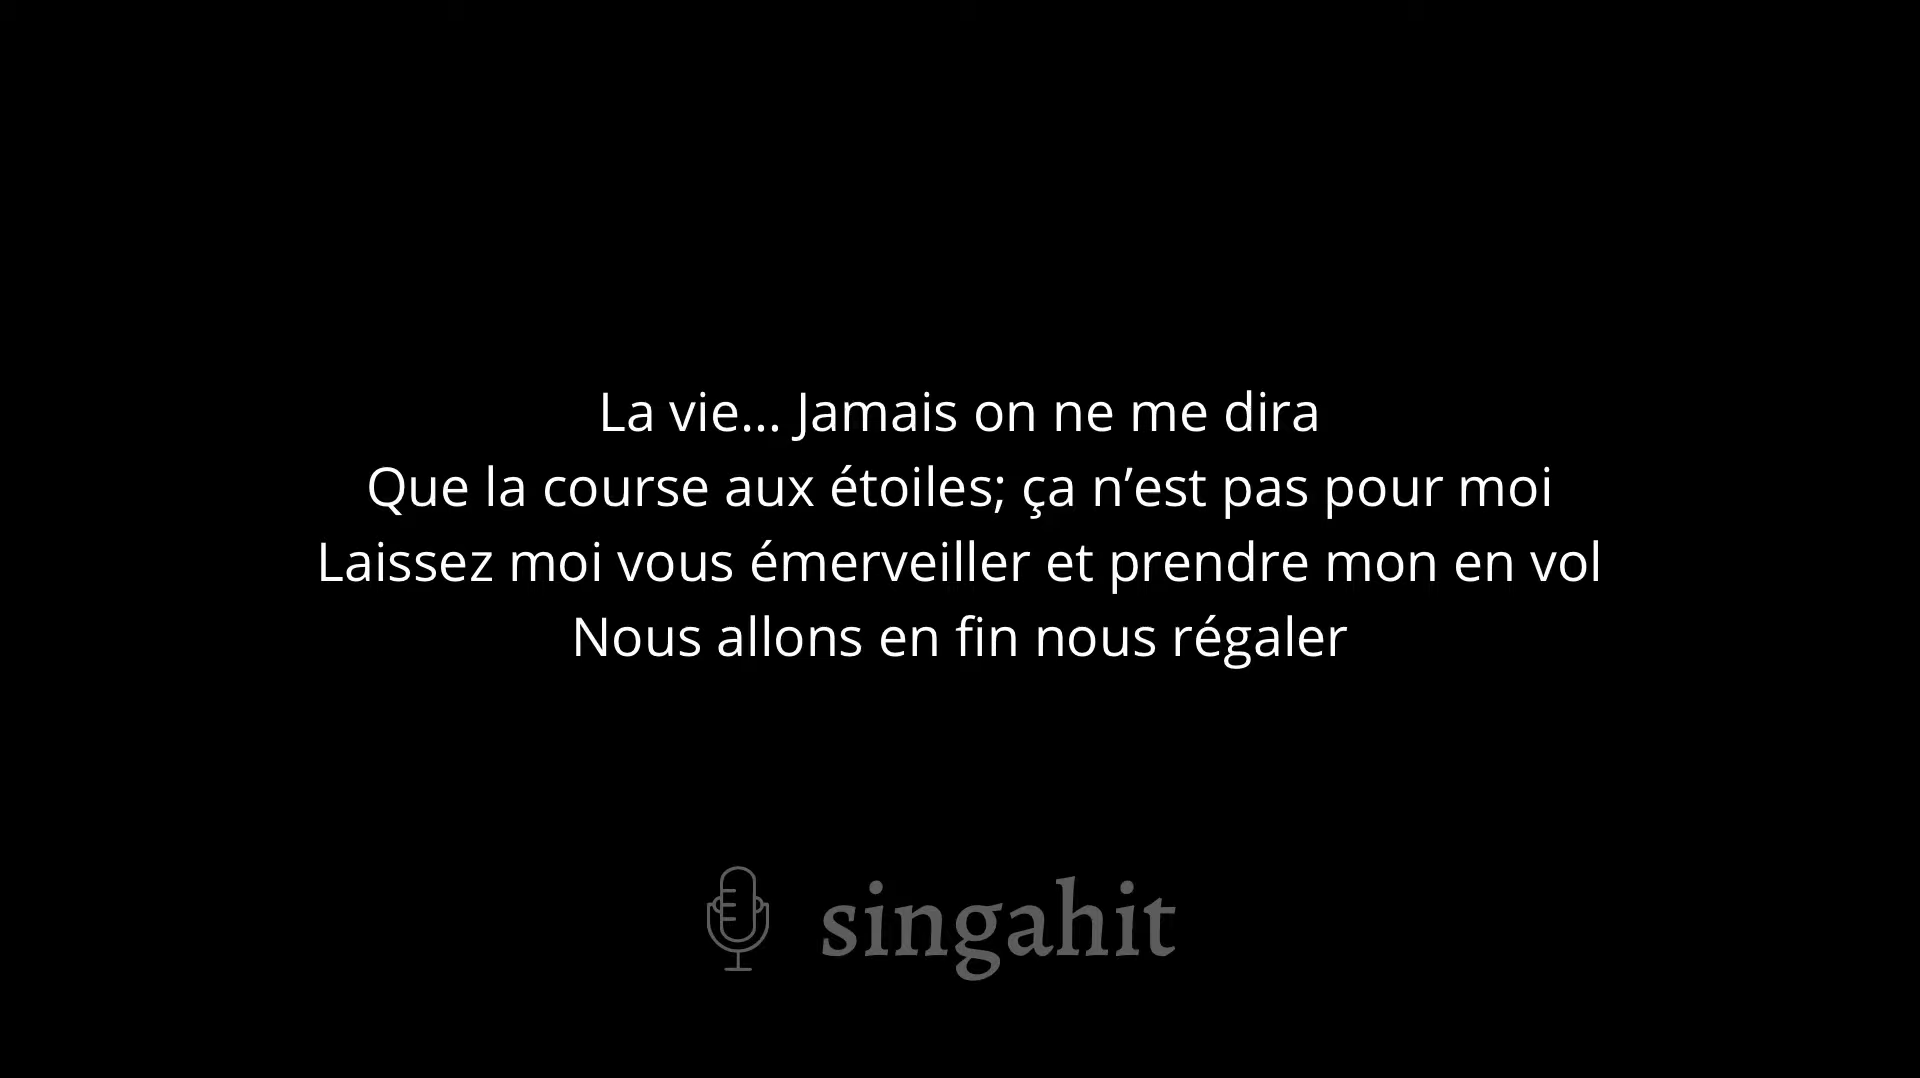 La vie... Jamais on ne me dira
Que la course aux étoiles; ça n’est pas pour moi
Laissez moi vous émerveiller et prendre mon en vol
Nous allons en fin nous régaler
singahit